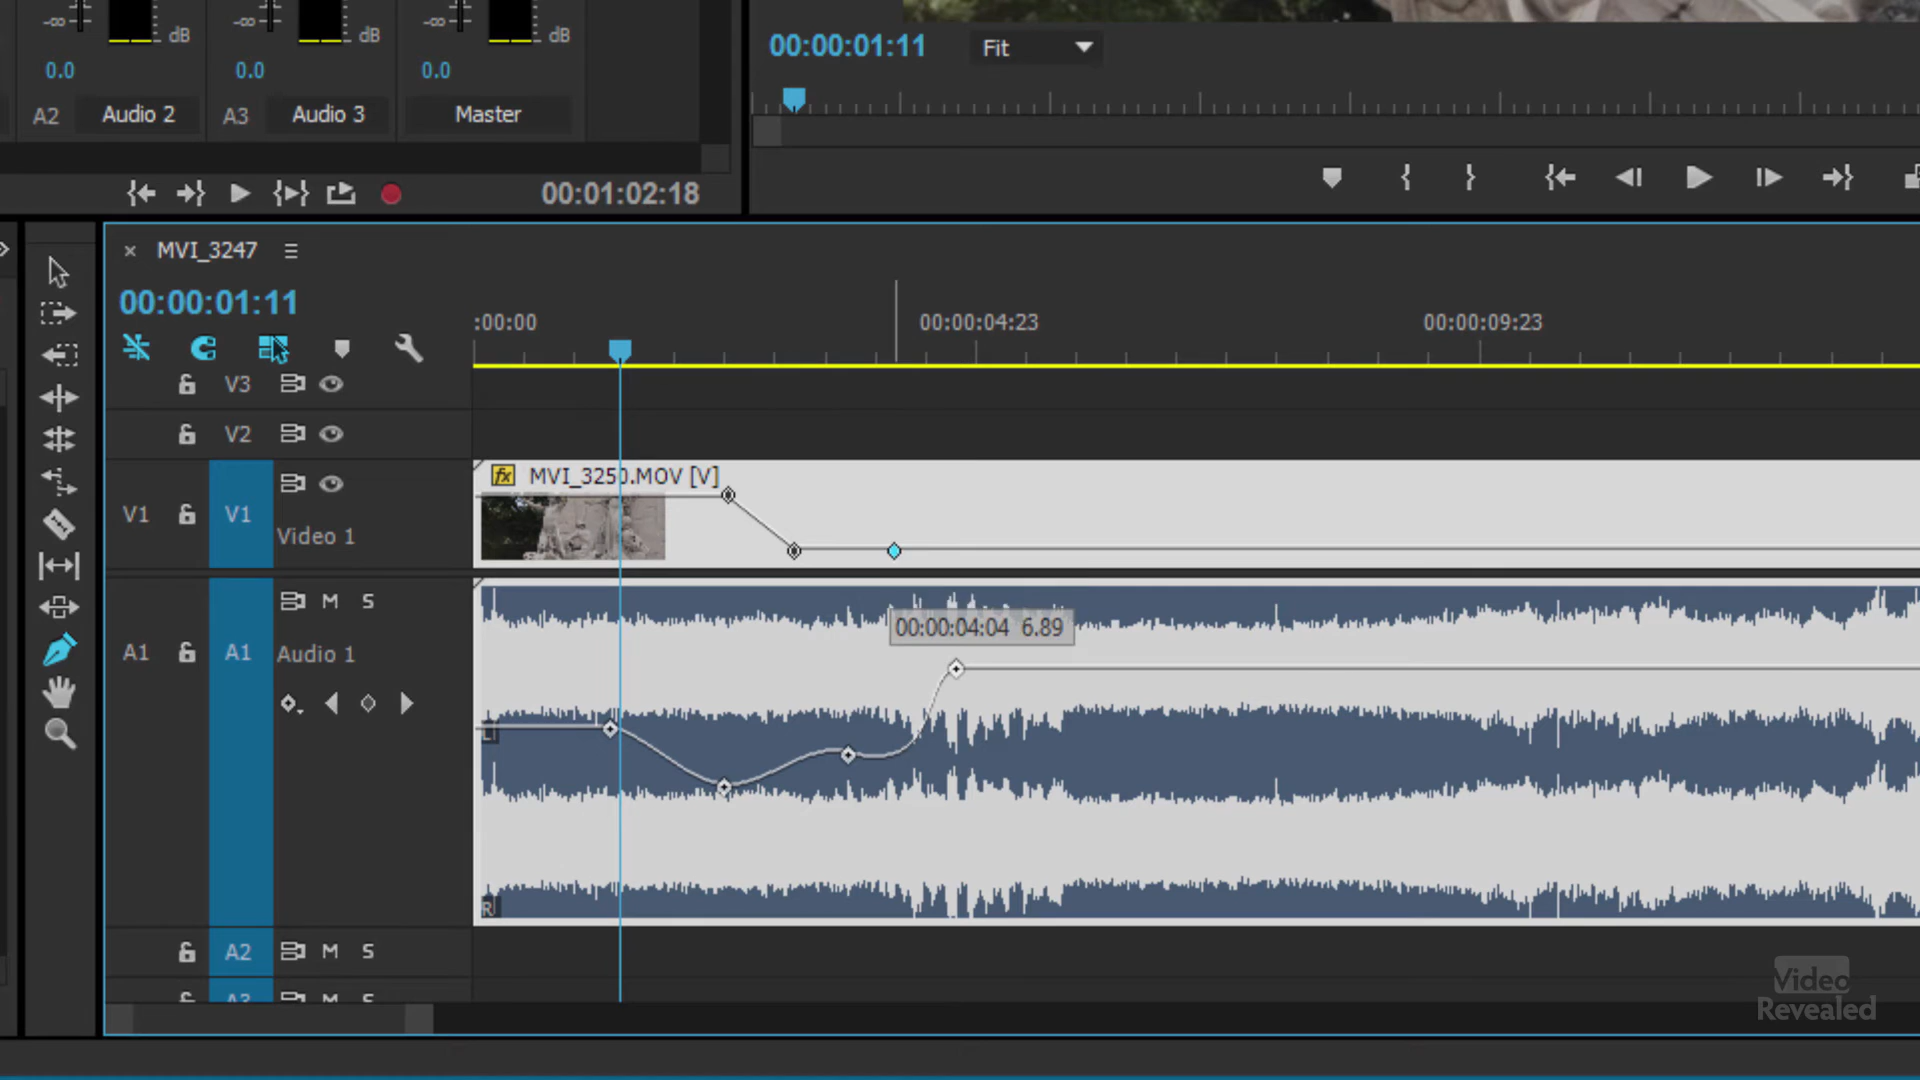 -∞ dB -∞ dB -∞ dB
0.0 0.0 0.0
A2 Audio 2 A3 Audio 3 Master
00:01:02:18
00:00:01:11 Fit
MVI_3247
00:00:01:11
:00:00 00:00:04:23 00:00:09:23
V3
V2
fx MVI_3250.MOV [V]
V1 V1
Video 1
M S
00:00:04:04 6.89
A1 A1 Audio 1
L
R
A2 M S
A3 M S
Video
Revealed